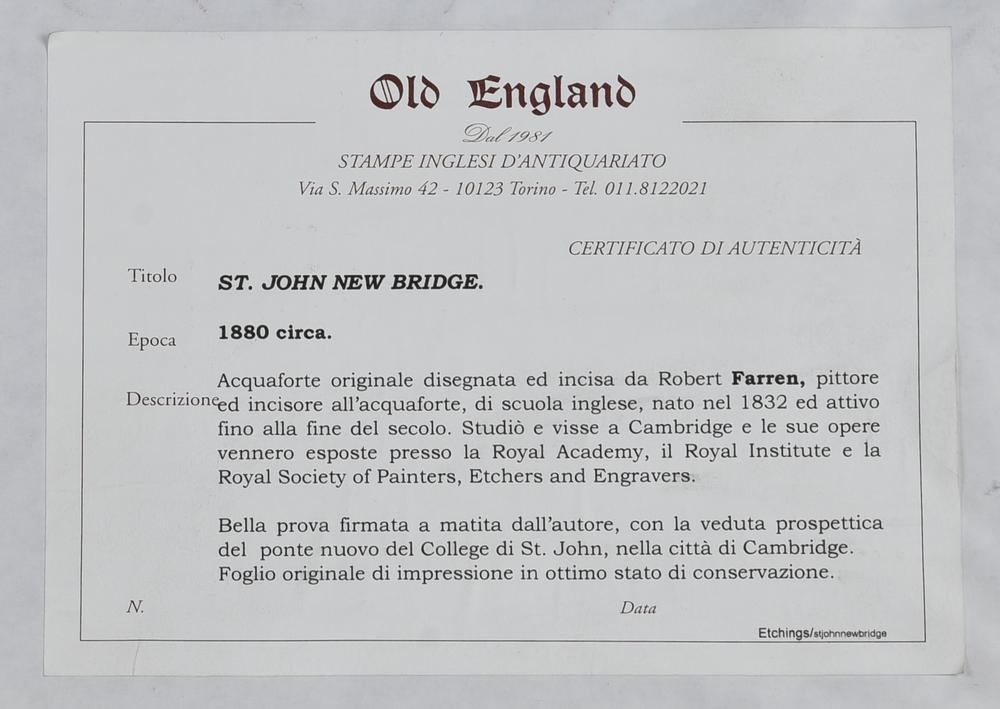 Old England
Dal 1981
STAMPE INGLESI D'ANTIQUARIATO
Via S. Massimo 42 - 10123 Torino - Tel. 011.8122021
CERTIFICATO DI AUTENTICITÀ
Titolo ST. JOHN NEW BRIDGE.
Epoca 1880 circa.
Acquaforte originale disegnata ed incisa da Robert Farren, pittore
Descrizione ed incisore all'acquaforte, di scuola inglese, nato nel 1832 ed attivo
fino alla fine del secolo. Studiò e visse a Cambridge e le sue opere
vennero esposte presso la Royal Academy, il Royal Institute e la
Royal Society of Painters, Etchers and Engravers.
Bella prova firmata a matita dall'autore, con la veduta prospettica
del ponte nuovo del College di St. John, nella città di Cambridge.
Foglio originale di impressione in ottimo stato di conservazione.
N. Data
Etchings/stjohnnewbridge